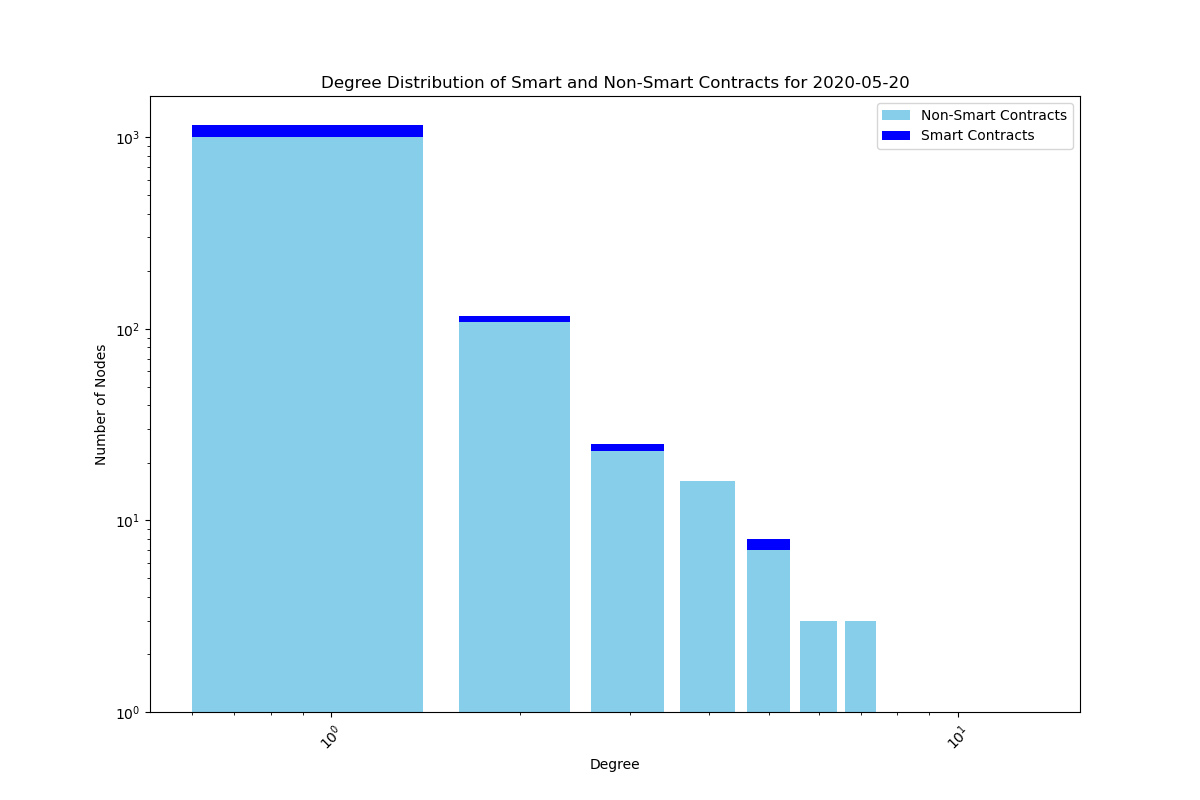 Degree Distribution of Smart and Non-Smart Contracts for 2020-05-20
Non-Smart Contracts
Smart Contracts
Number of Nodes
10³
10²
10¹
10⁰
10⁰
10¹
Degree